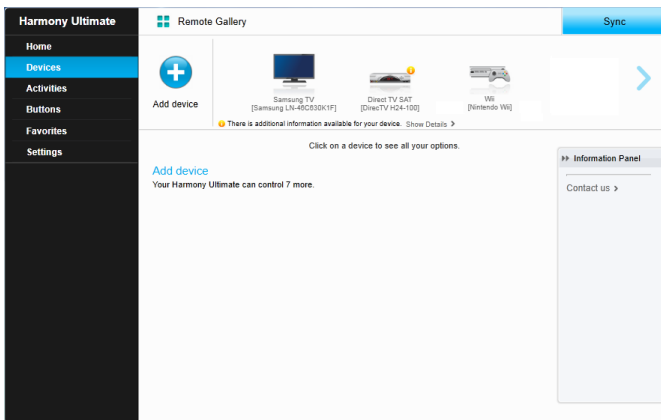 Harmony Ultimate
Remote Gallery
Sync
Home
Devices
Activities
Buttons
Favorites
Settings
Add device
Samsung TV
[Samsung LN-46C630K1F]
Direct TV SAT
[DirecTV H24-100]
Wii
[Nintendo Wii]
There is additional information available for your device. Show Details
Click on a device to see all your options.
Add device
Your Harmony Ultimate can control 7 more.
Information Panel
Contact us